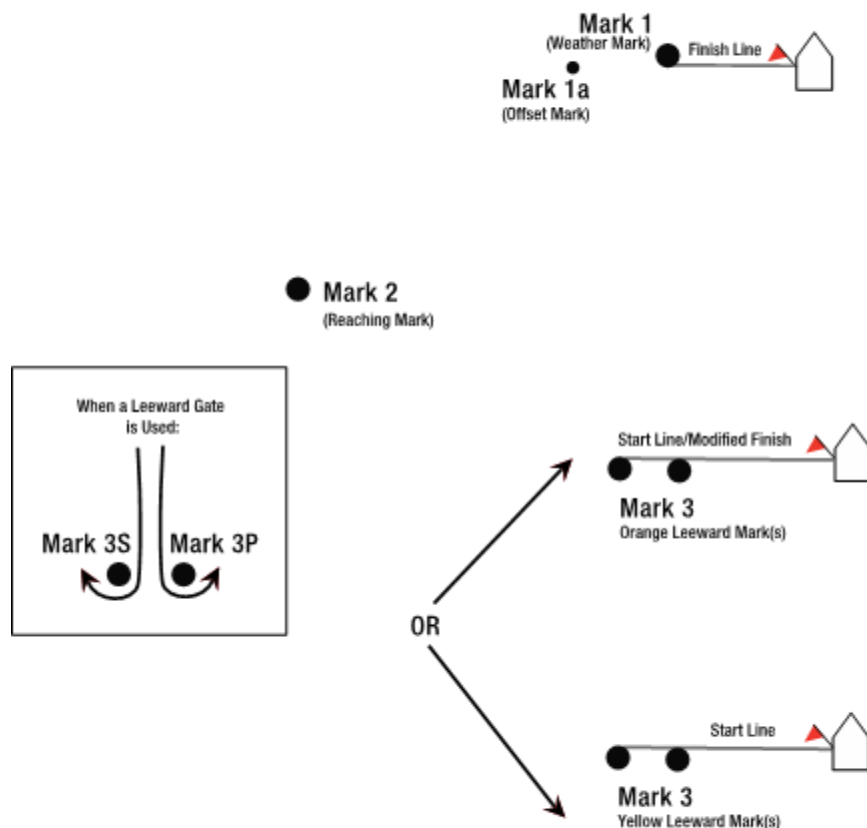 Mark 1
(Weather Mark)
Finish Line
Mark 1a
(Offset Mark)
Mark 2
(Reaching Mark)
When a Leeward Gate
is Used:
Mark 3S
Mark 3P
Start Line/Modified Finish
Mark 3
Orange Leeward Mark(s)
OR
Start Line
Mark 3
Yellow Leeward Mark(s)